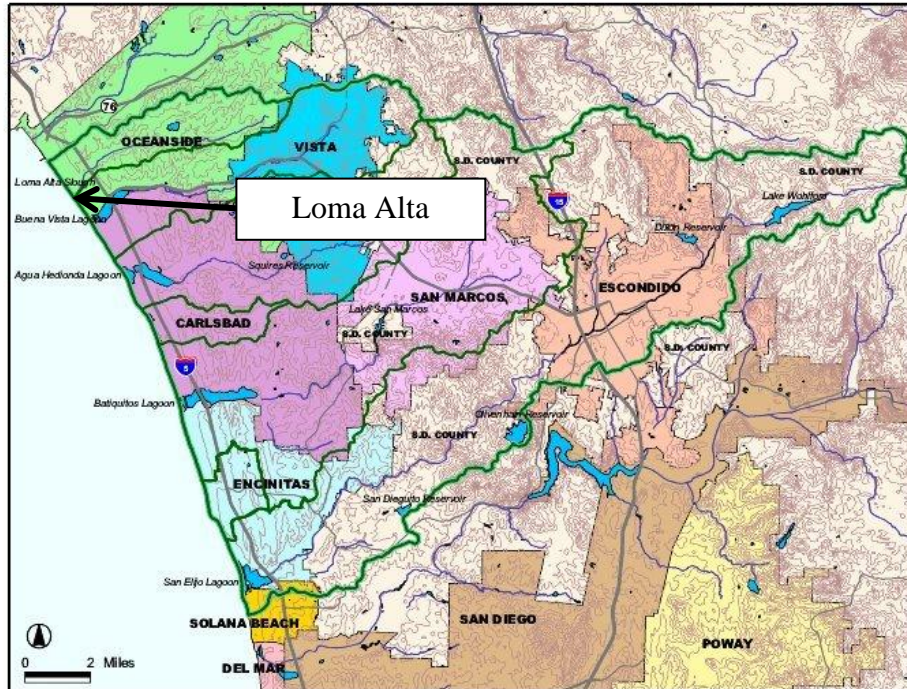 76
OCEANSIDE
VISTA
S.D. COUNTY
S.D. COUNTY
Loma Alta Slough
Loma Alta
15
Lake Wohlford
Buena Vista Lagoon
Dixon Reservoir
Agua Hedionda Lagoon
Squires Reservoir
ESCONDIDO
SAN MARCOS
Lake San Marcos
CARLSBAD
S.D. COUNTY
S.D. COUNTY
5
Batiquitos Lagoon
Olivenhain Reservoir
S.D. COUNTY
ENCINITAS
San Dieguito Reservoir
San Elijo Lagoon
SOLANA BEACH
SAN DIEGO
POWAY
DEL MAR
0 2 Miles